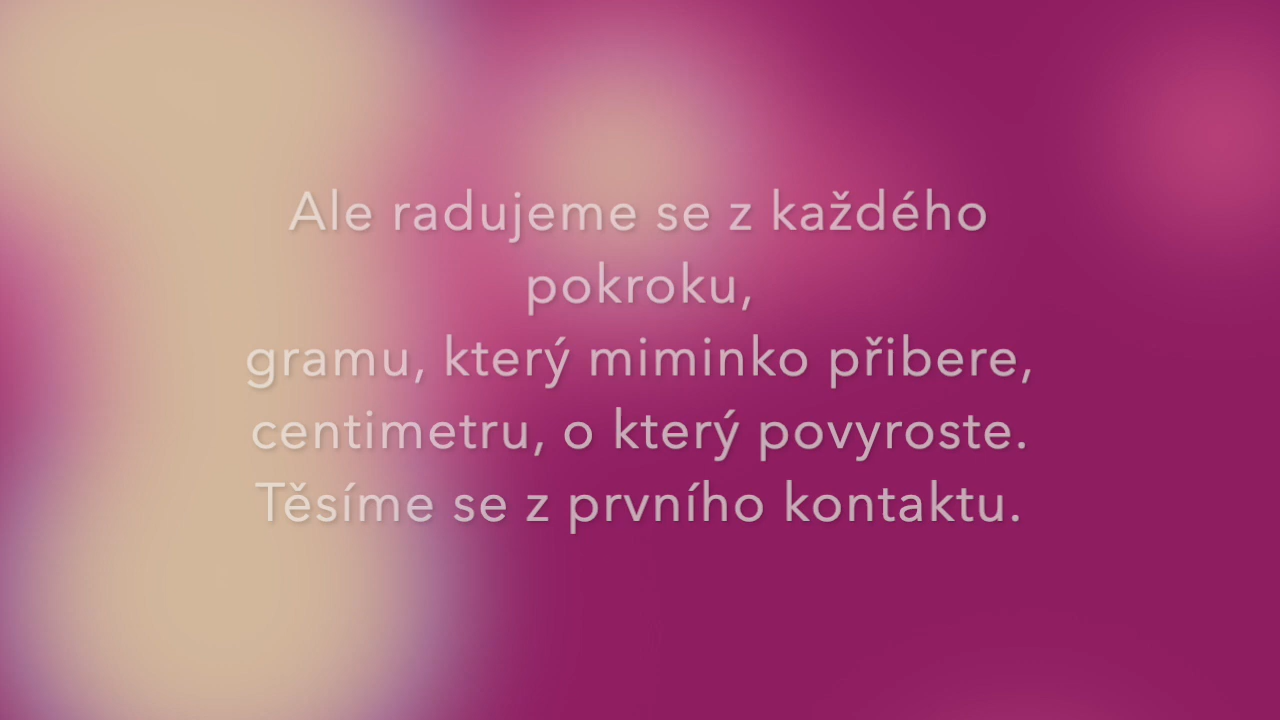 Ale radujeme se z každého
pokroku,
gramu, který miminko přibere,
centimetru, o který povyroste.
Těsíme se z prvního kontaktu.